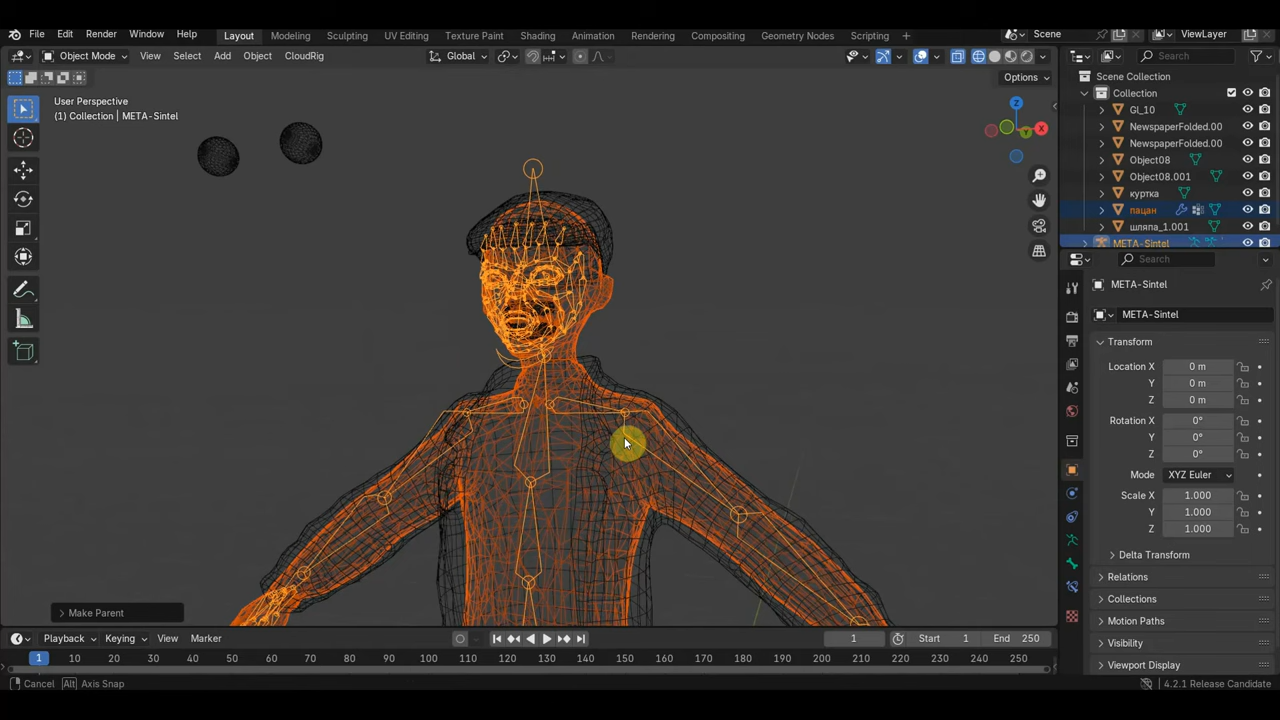 File Edit Render Window Help Layout Modeling Sculpting UV Editing Texture Paint Shading Animation Rendering Compositing Geometry Nodes Scripting + Scene ViewLayer
Object Mode View Select Add Object CloudRig Global Search
Options
Scene Collection
Collection
User Perspective
(1) Collection | META-Sintel
Z
X
Y
GI_10
NewspaperFolded.00
NewspaperFolded.00
Object08
Object08.001
куртка
пацан
шляпа_1.001
META-Sintel
Search
META-Sintel
META-Sintel
Transform
Location X 0 m
Y 0 m
Z 0 m
Rotation X 0°
Y 0°
Z 0°
Mode XYZ Euler
Scale X 1.000
Y 1.000
Z 1.000
Delta Transform
Relations
Collections
Motion Paths
Visibility
Viewport Display
Make Parent
Playback Keying View Marker 1 Start 1 End 250
1 10 20 30 40 50 60 70 80 90 100 110 120 130 140 150 160 170 180 190 200 210 220 230 240 250
Cancel Alt Axis Snap 4.2.1 Release Candidate